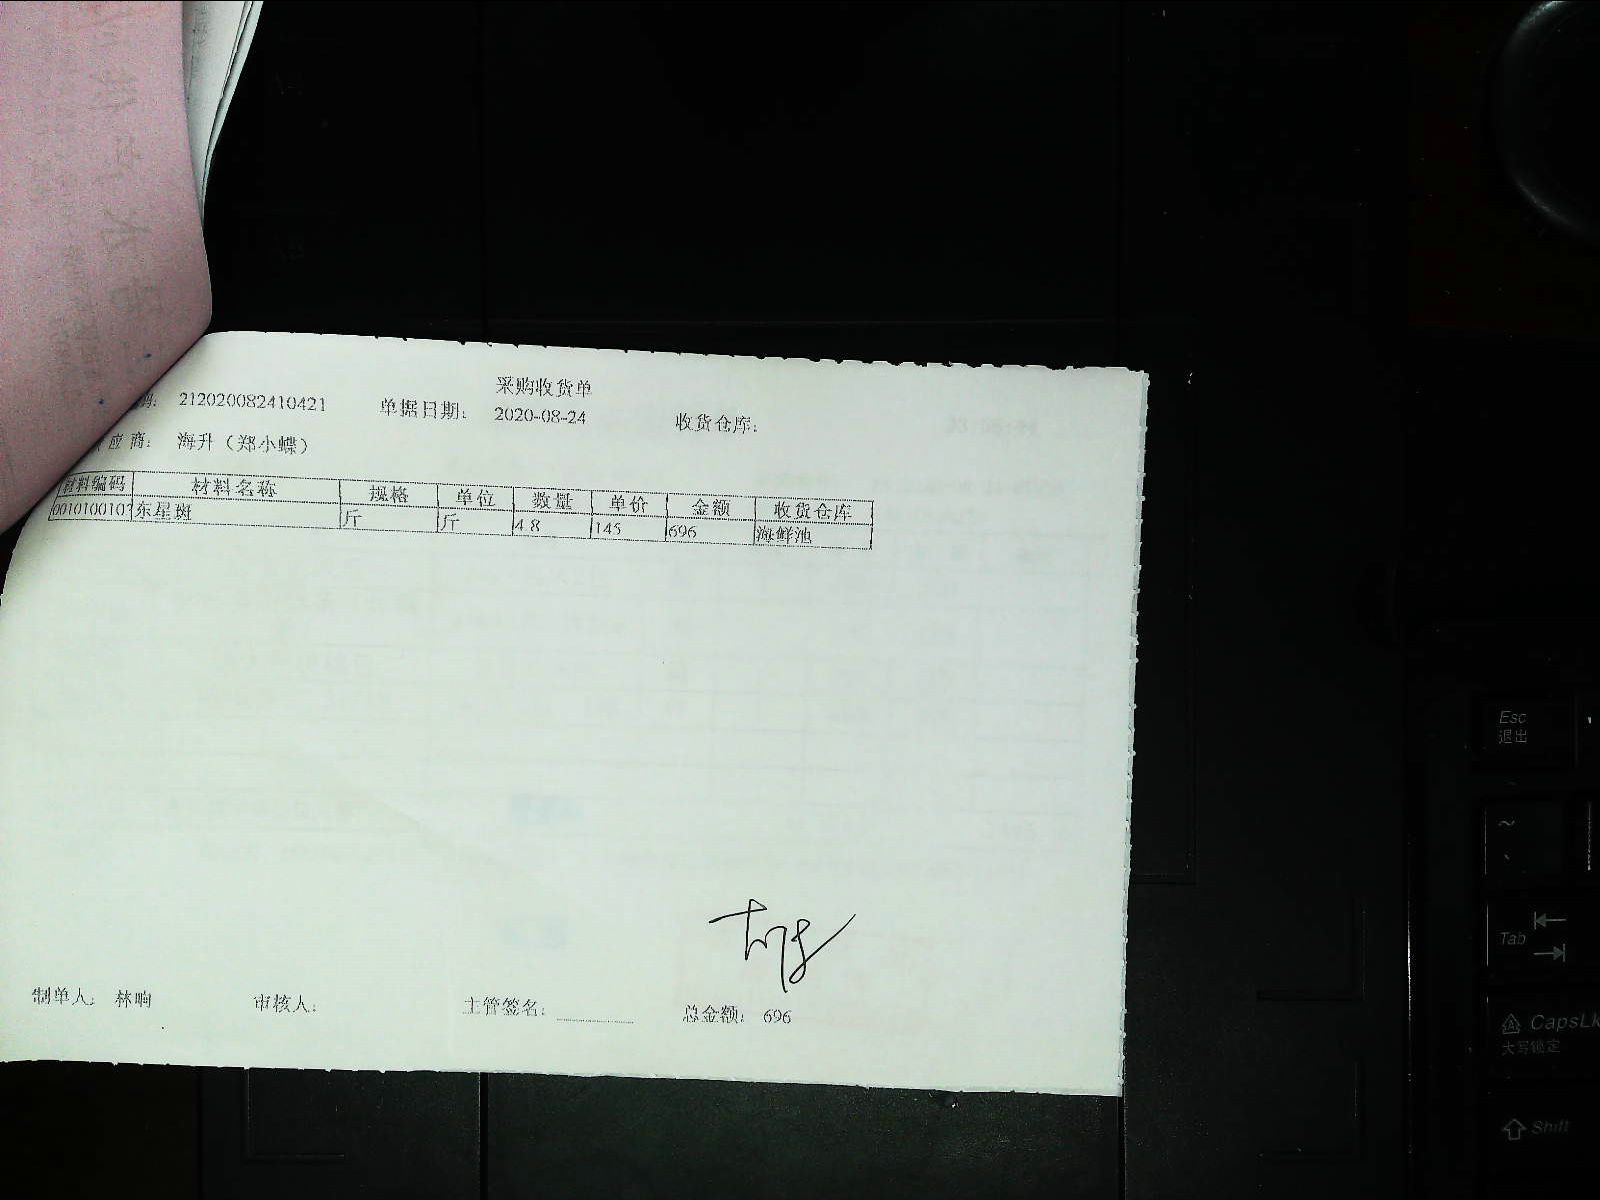 采购收货单
码: 212020082410421 单据日期: 2020-08-24 收货仓库:
应商: 海升（郑小蝶）
材料编码 材料名称 规格 单位 数量 单价 金额 收货仓库
0010100107 东星斑 斤 斤 4.8 145 696 海鲜池
制单人: 林晌 审核人: 主管签名: 总金额: 696
Esc
退出
~
Tab
CapsLk
大写锁定
Shift